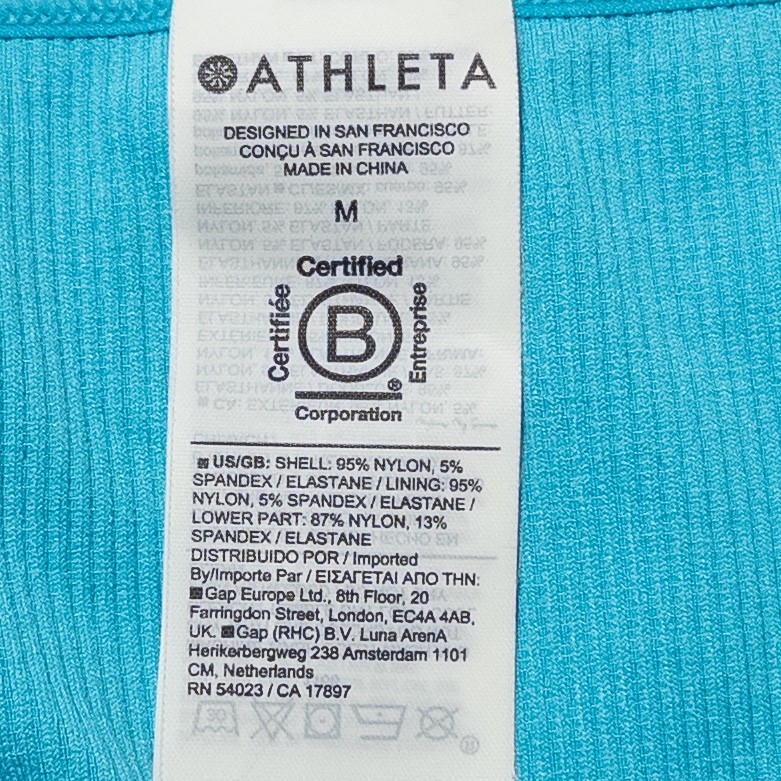 ATHLETA
DESIGNED IN SAN FRANCISCO
CONÇU À SAN FRANCISCO
MADE IN CHINA
M
Certified
Certifiée
B
Entreprise
®
Corporation
US/GB: SHELL: 95% NYLON, 5%
SPANDEX / ELASTANE / LINING: 95%
NYLON, 5% SPANDEX / ELASTANE /
LOWER PART: 87% NYLON, 13%
SPANDEX / ELASTANE
DISTRIBUIDO POR / Imported
By/Importe Par / ΕΙΣΑΓΕΤΑΙ ΑΠΟ ΤΗΝ:
Gap Europe Ltd., 8th Floor, 20
Farringdon Street, London, EC4A 4AB,
UK. Gap (RHC) B.V. Luna ArenA
Herikerbergweg 238 Amsterdam 1101
CM, Netherlands
RN 54023 / CA 17897